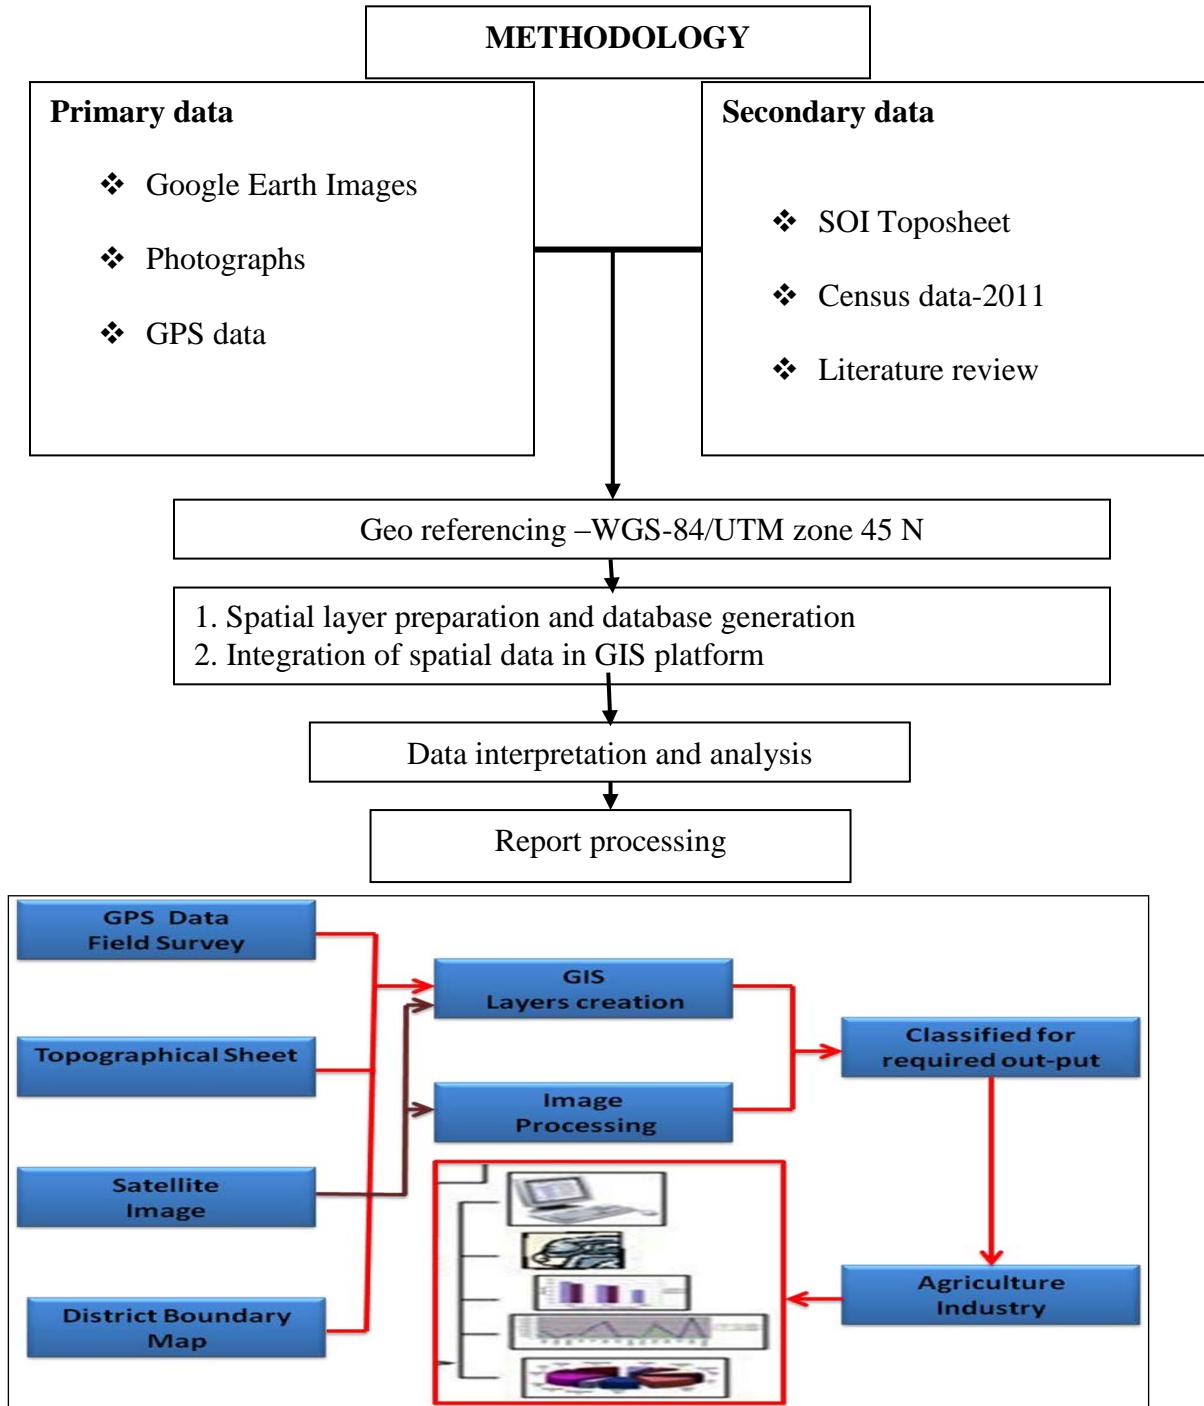 METHODOLOGY
Primary data
❖ Google Earth Images
❖ Photographs
❖ GPS data
Secondary data
❖ SOI Toposheet
❖ Census data-2011
❖ Literature review
Geo referencing –WGS-84/UTM zone 45 N
1. Spatial layer preparation and database generation
2. Integration of spatial data in GIS platform
Data interpretation and analysis
Report processing
GPS Data
Field Survey
Topographical Sheet
Satellite
Image
District Boundary
Map
GIS
Layers creation
Image
Processing
Classified for
required out-put
Agriculture
Industry